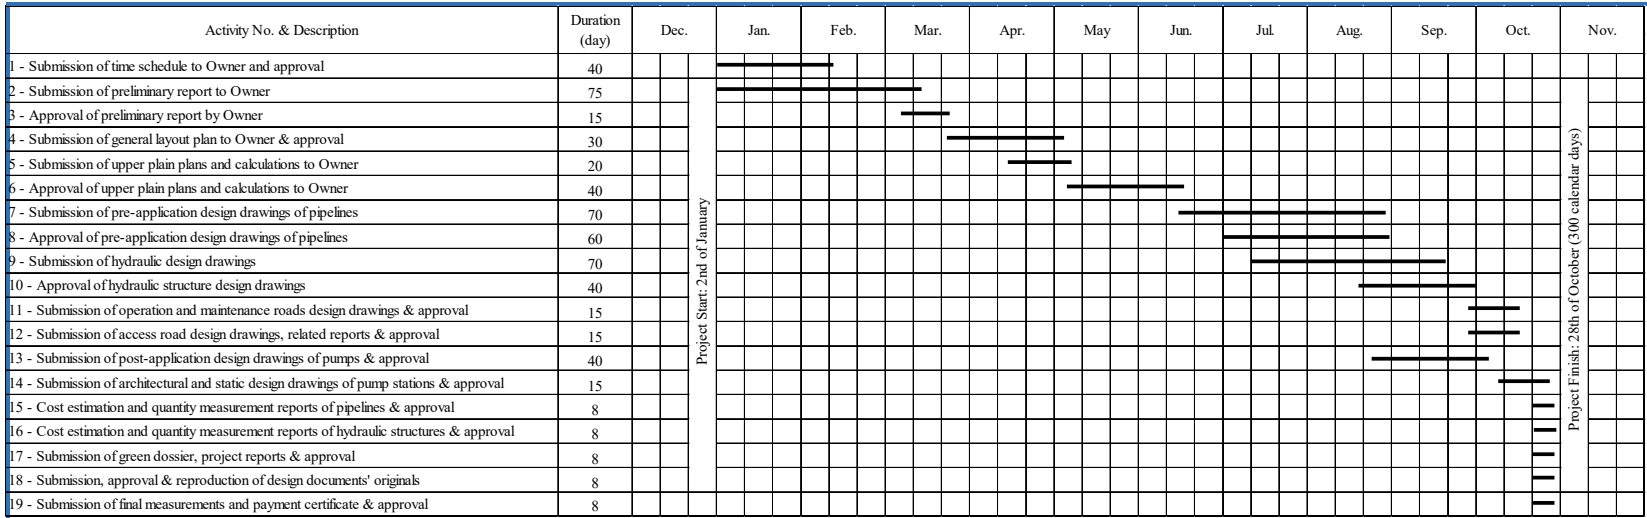 Activity No. & Description
Duration
(day)
Dec.
Jan.
Feb.
Mar.
Apr.
May
Jun.
Jul.
Aug.
Sep.
Oct.
Nov.
1 - Submission of time schedule to Owner and approval
40
2 - Submission of preliminary report to Owner
75
3 - Approval of preliminary report by Owner
15
4 - Submission of general layout plan to Owner & approval
30
5 - Submission of upper plain plans and calculations to Owner
20
6 - Approval of upper plain plans and calculations to Owner
40
7 - Submission of pre-application design drawings of pipelines
70
8 - Approval of pre-application design drawings of pipelines
60
9 - Submission of hydraulic design drawings
70
10 - Approval of hydraulic structure design drawings
40
11 - Submission of operation and maintenance roads design drawings & approval
15
12 - Submission of access road design drawings, related reports & approval
15
13 - Submission of post-application design drawings of pumps & approval
40
14 - Submission of architectural and static design drawings of pump stations & approval
15
15 - Cost estimation and quantity measurement reports of pipelines & approval
8
16 - Cost estimation and quantity measurement reports of hydraulic structures & approval
8
17 - Submission of green dossier, project reports & approval
8
18 - Submission, approval & reproduction of design documents' originals
8
19 - Submission of final measurements and payment certificate & approval
8
Project Start: 2nd of January
Project Finish: 28th of October (300 calendar days)